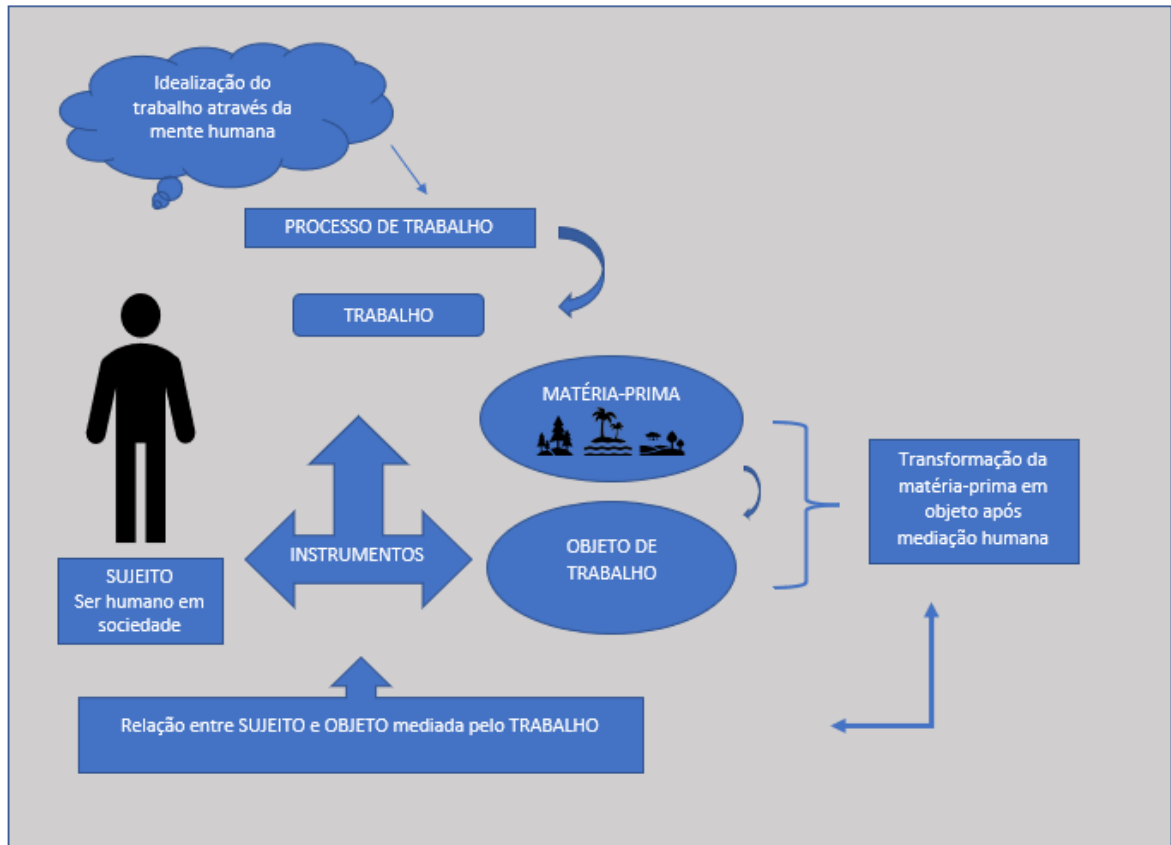 Idealização do
trabalho através da
mente humana
PROCESSO DE TRABALHO
TRABALHO
MATÉRIA-PRIMA
Transformação da
matéria-prima em
objeto após
mediação humana
INSTRUMENTOS
OBJETO DE
TRABALHO
SUJEITO
Ser humano em
sociedade
Relação entre SUJEITO e OBJETO mediada pelo TRABALHO